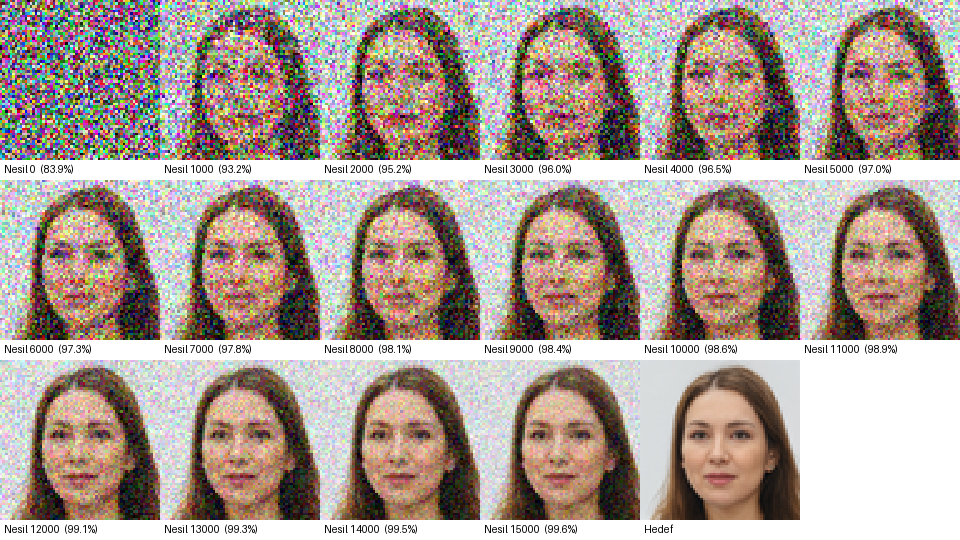 Nesil 0 (83.9%) Nesil 1000 (93.2%) Nesil 2000 (95.2%) Nesil 3000 (96.0%) Nesil 4000 (96.5%) Nesil 5000 (97.0%)
Nesil 6000 (97.3%) Nesil 7000 (97.8%) Nesil 8000 (98.1%) Nesil 9000 (98.4%) Nesil 10000 (98.6%) Nesil 11000 (98.9%)
Nesil 12000 (99.1%) Nesil 13000 (99.3%) Nesil 14000 (99.5%) Nesil 15000 (99.6%) Hedef